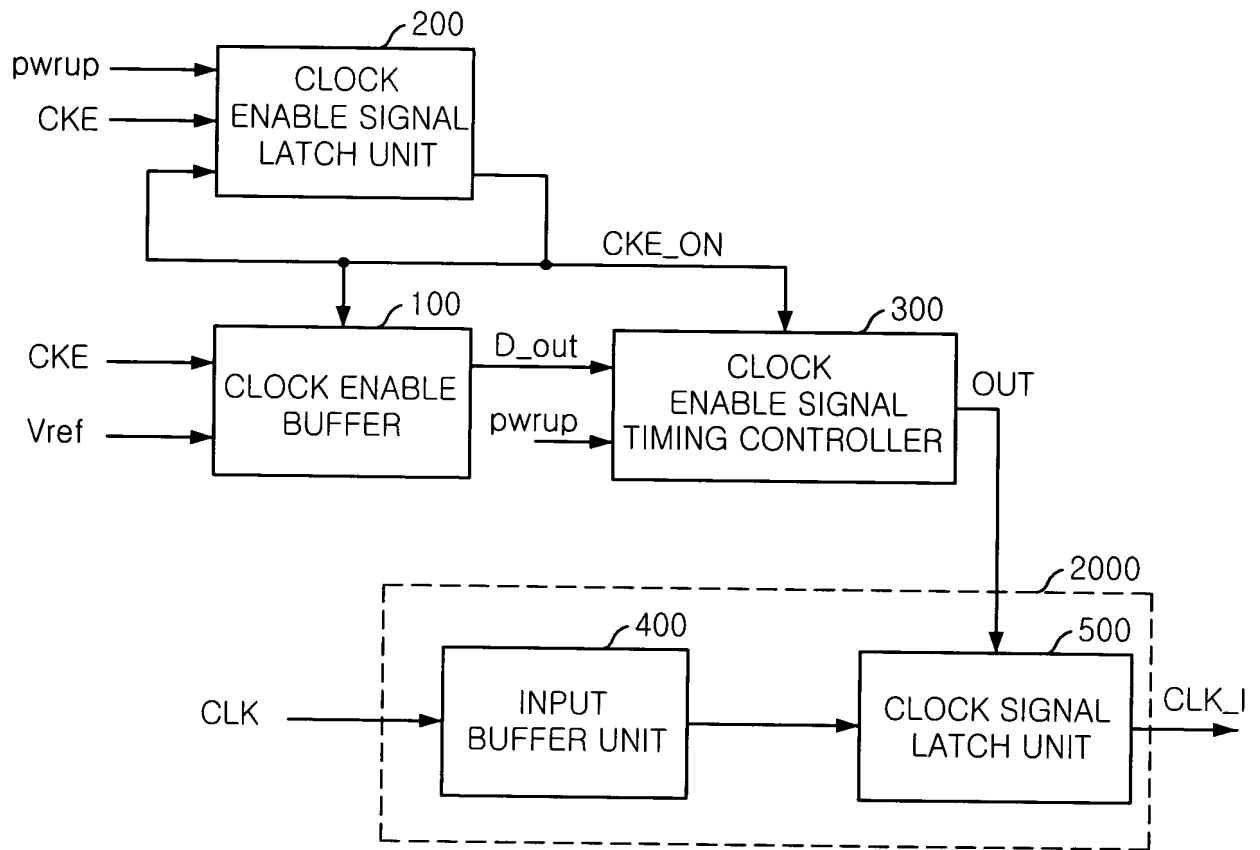 200
pwrup
CKE
CLOCK
ENABLE SIGNAL
LATCH UNIT
CKE_ON
100
300
CKE
Vref
CLOCK ENABLE
BUFFER
D_out
pwrup
CLOCK
ENABLE SIGNAL
TIMING CONTROLLER
OUT
2000
400
500
CLK
INPUT
BUFFER UNIT
CLOCK SIGNAL
LATCH UNIT
CLK_I